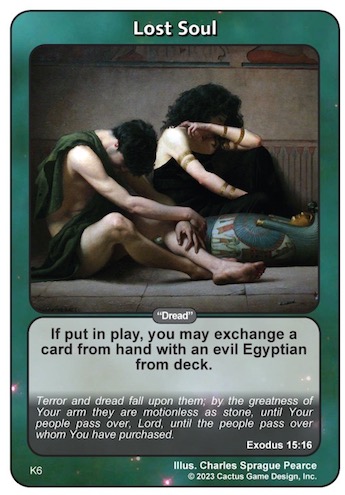 Lost Soul
"Dread"
If put in play, you may exchange a
card from hand with an evil Egyptian
from deck.
Terror and dread fall upon them; by the greatness of
Your arm they are motionless as stone, until Your
people pass over, Lord, until the people pass over
whom You have purchased.
Exodus 15:16
K6
Illus. Charles Sprague Pearce
© 2023 Cactus Game Design, Inc.